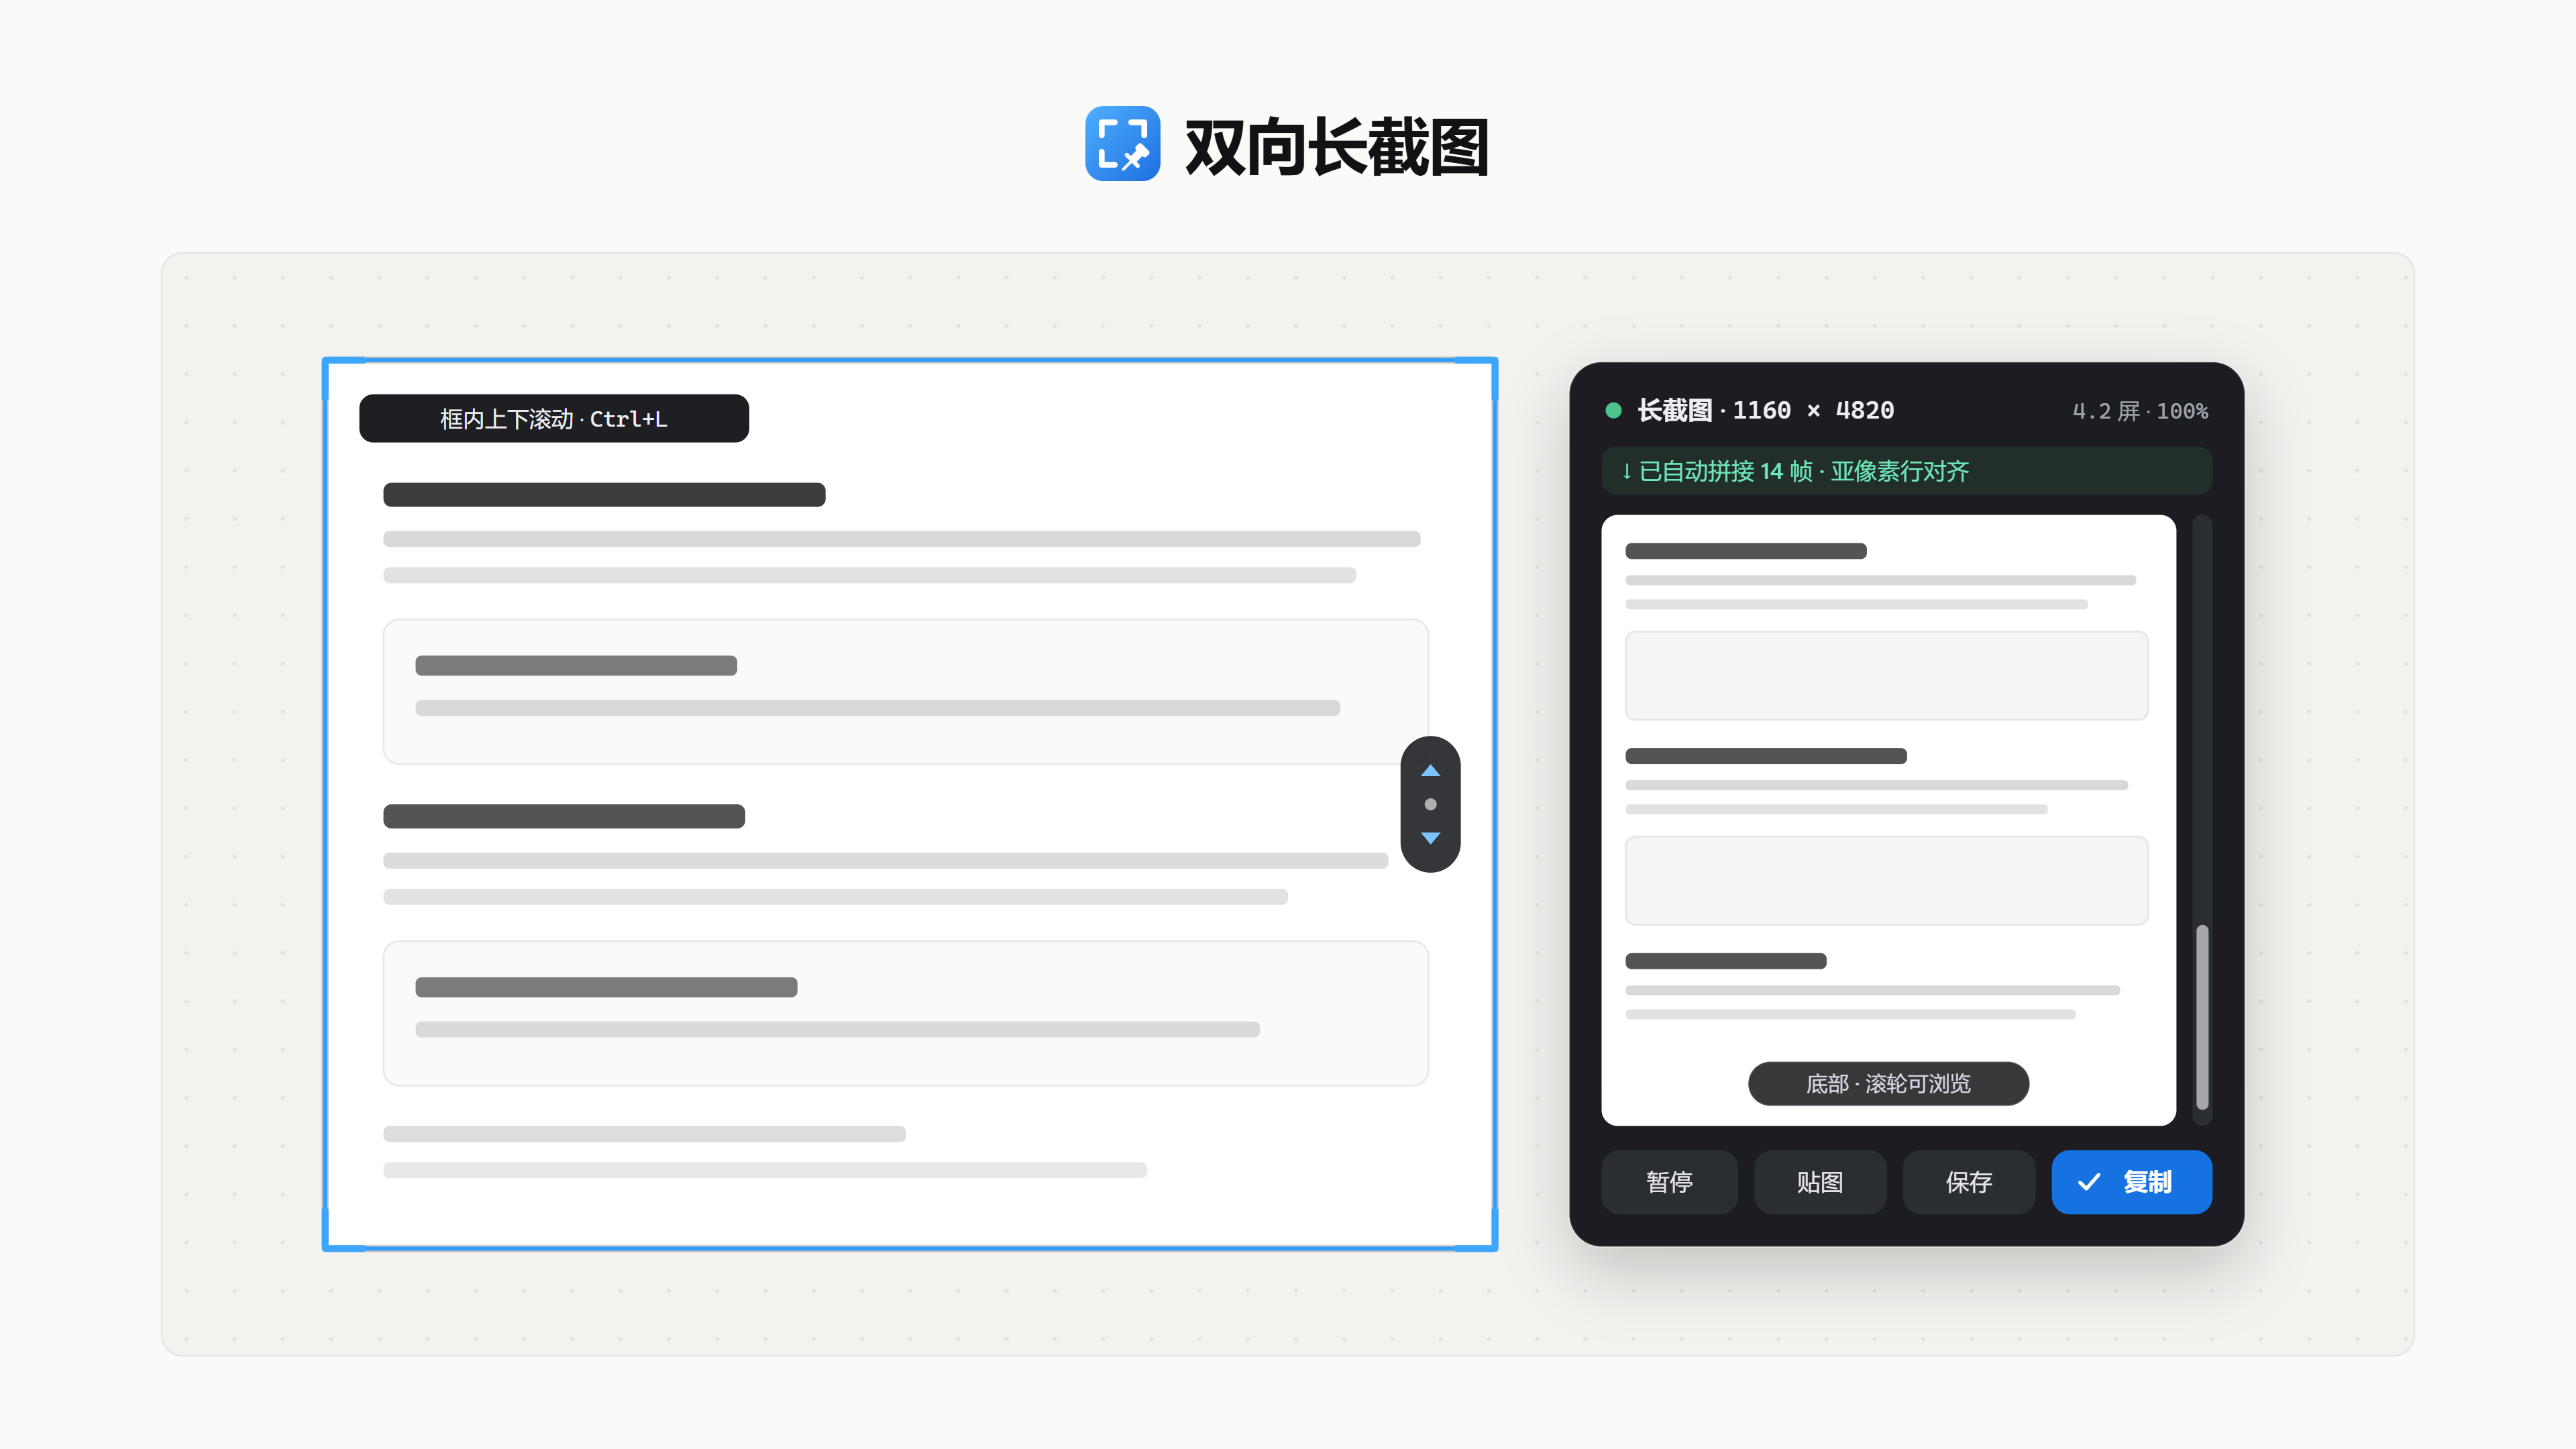 双向长截图
框内上下滚动 · Ctrl+L
长截图 · 1160 × 4820
4.2 屏 · 100%
↓ 已自动拼接 14 帧 · 亚像素行对齐
底部 · 滚轮可浏览
暂停
贴图
保存
复制